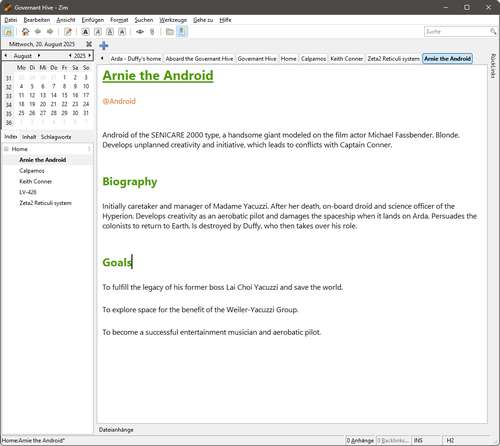 Governant Hive - Zim
Datei Bearbeiten Ansicht Einfügen Format Suchen Werkzeuge Gehe zu Hilfe
Suche
Mittwoch, 20. August 2025
Arda - Duffy's home Aboard the Governant Hive Governant Hive Home Calpamos Keith Conner Zeta2 Reticuli system Arnie the Android
August 2025
Mo Di Mi Do Fr Sa So
31 28 29 30 31 1 2 3
32 4 5 6 7 8 9 10
33 11 12 13 14 15 16 17
34 18 19 20 21 22 23 24
35 25 26 27 28 29 30 31
36
Index Inhalt Schlagworte
Home
Arnie the Android
Calpamos
Keith Conner
LV-426
Zeta2 Reticuli system
Arnie the Android
@Android
Android of the SENICARE 2000 type, a handsome giant modeled on the film actor Michael Fassbender. Blonde.
Develops unplanned creativity and initiative, which leads to conflicts with Captain Conner.
Biography
Initially caretaker and manager of Madame Yacuzzi. After her death, on-board droid and science officer of the
Hyperion. Develops creativity as an aerobatic pilot and damages the spaceship when it lands on Arda. Persuades the
colonists to return to Earth. Is destroyed by Duffy, who then takes over his role.
Goals
To fulfill the legacy of his former boss Lai Choi Yacuzzi and save the world.
To explore space for the benefit of the Weiler-Yacuzzi Group.
To become a successful entertainment musician and aerobatic pilot.
RückLinks
Dateianhänge
Home:Arnie the Android*
0 Anhänge 0 Backlinks... INS H2